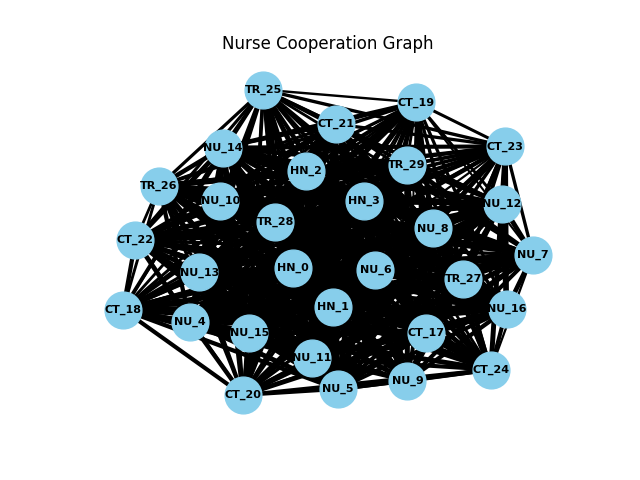 Nurse Cooperation Graph
TR_25
CT_19
CT_21
CT_23
NU_14
TR_29
HN_2
TR_26
NU_10
HN_3
NU_12
TR_28
NU_8
CT_22
NU_7
HN_0
NU_6
NU_13
TR_27
HN_1
CT_18
NU_16
NU_4
NU_15
CT_17
NU_11
CT_24
NU_9
NU_5
CT_20